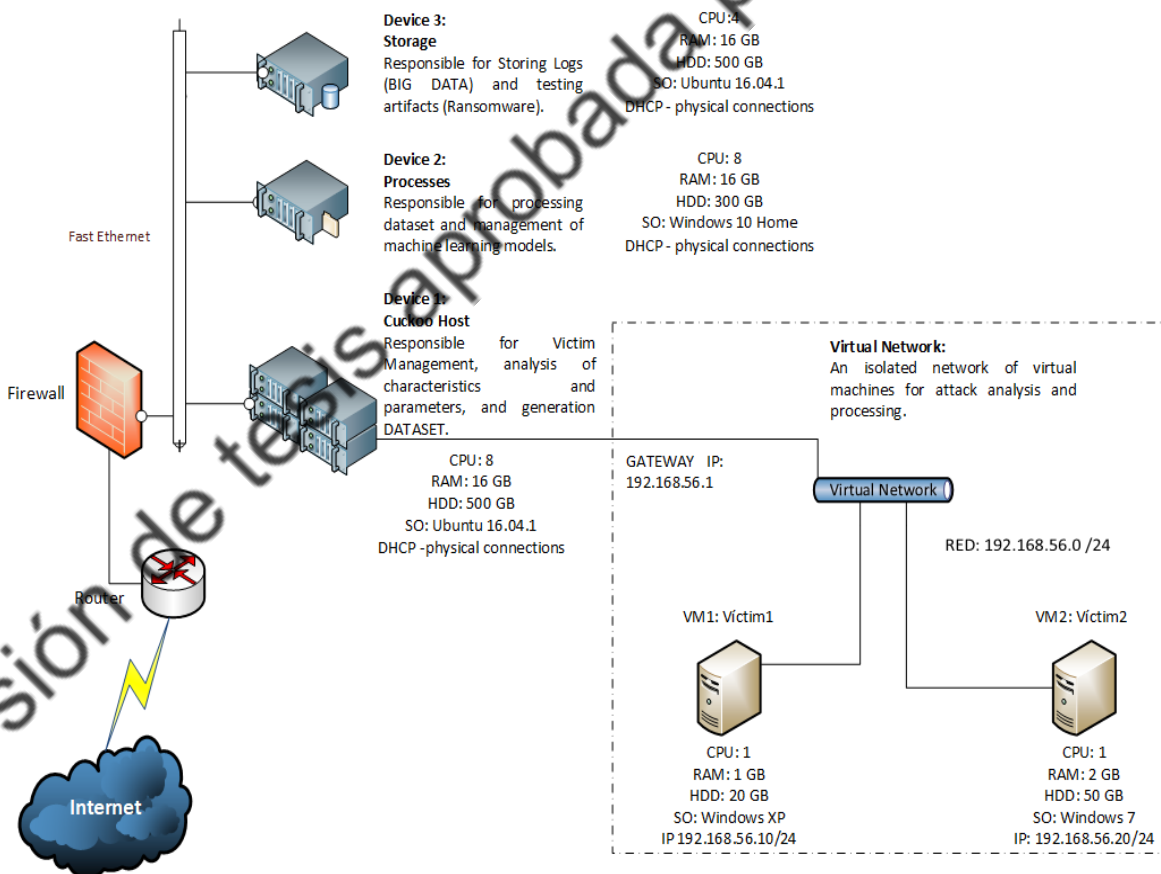 Device 3:
Storage
Responsible for Storing Logs
(BIG DATA) and testing
artifacts (Ransomware).
CPU:4
RAM: 16 GB
HDD: 500 GB
SO: Ubuntu 16.04.1
DHCP - physical connections
Device 2:
Processes
Responsible for processing
dataset and management of
machine learning models.
CPU: 8
RAM: 16 GB
HDD: 300 GB
SO: Windows 10 Home
DHCP - physical connections
Fast Ethernet
Device 1:
Cuckoo Host
Responsible for Victim
Management, analysis of
characteristics and
parameters, and generation
DATASET.
CPU: 8
RAM: 16 GB
HDD: 500 GB
SO: Ubuntu 16.04.1
DHCP -physical connections
Firewall
Router
Internet
Virtual Network:
An isolated network of virtual
machines for attack analysis and
processing.
GATEWAY IP:
192.168.56.1
Virtual Network
RED: 192.168.56.0 /24
VM1: Víctim1
CPU: 1
RAM: 1 GB
HDD: 20 GB
SO: Windows XP
IP 192.168.56.10/24
VM2: Víctim2
CPU: 1
RAM: 2 GB
HDD: 50 GB
SO: Windows 7
IP: 192.168.56.20/24
sión de tesis aprobada p